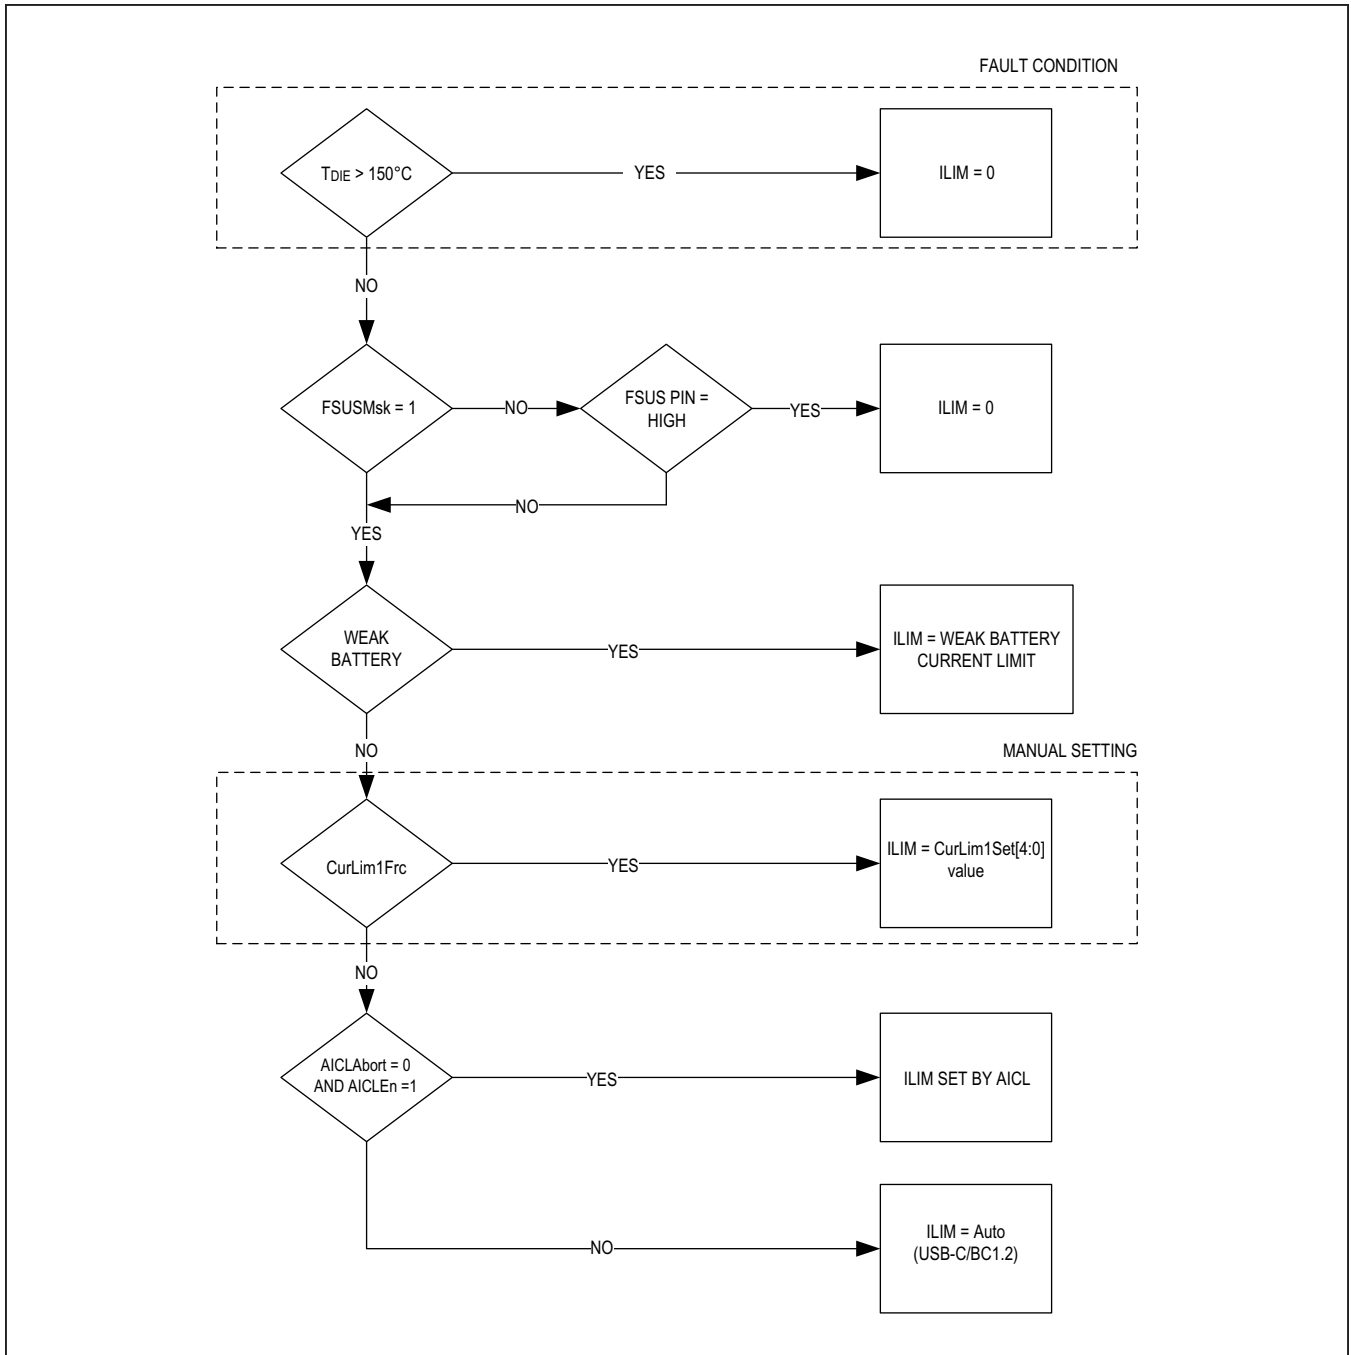 FAULT CONDITION
TDIE > 150°C
YES
ILIM = 0
NO
FSUSMsk = 1
NO
FSUS PIN =
HIGH
YES
ILIM = 0
NO
YES
WEAK
BATTERY
YES
ILIM = WEAK BATTERY
CURRENT LIMIT
NO
MANUAL SETTING
CurLim1Frc
YES
ILIM = CurLim1Set[4:0]
value
NO
AICLAbort = 0
AND AICLEn =1
YES
ILIM SET BY AICL
NO
ILIM = Auto
(USB-C/BC1.2)